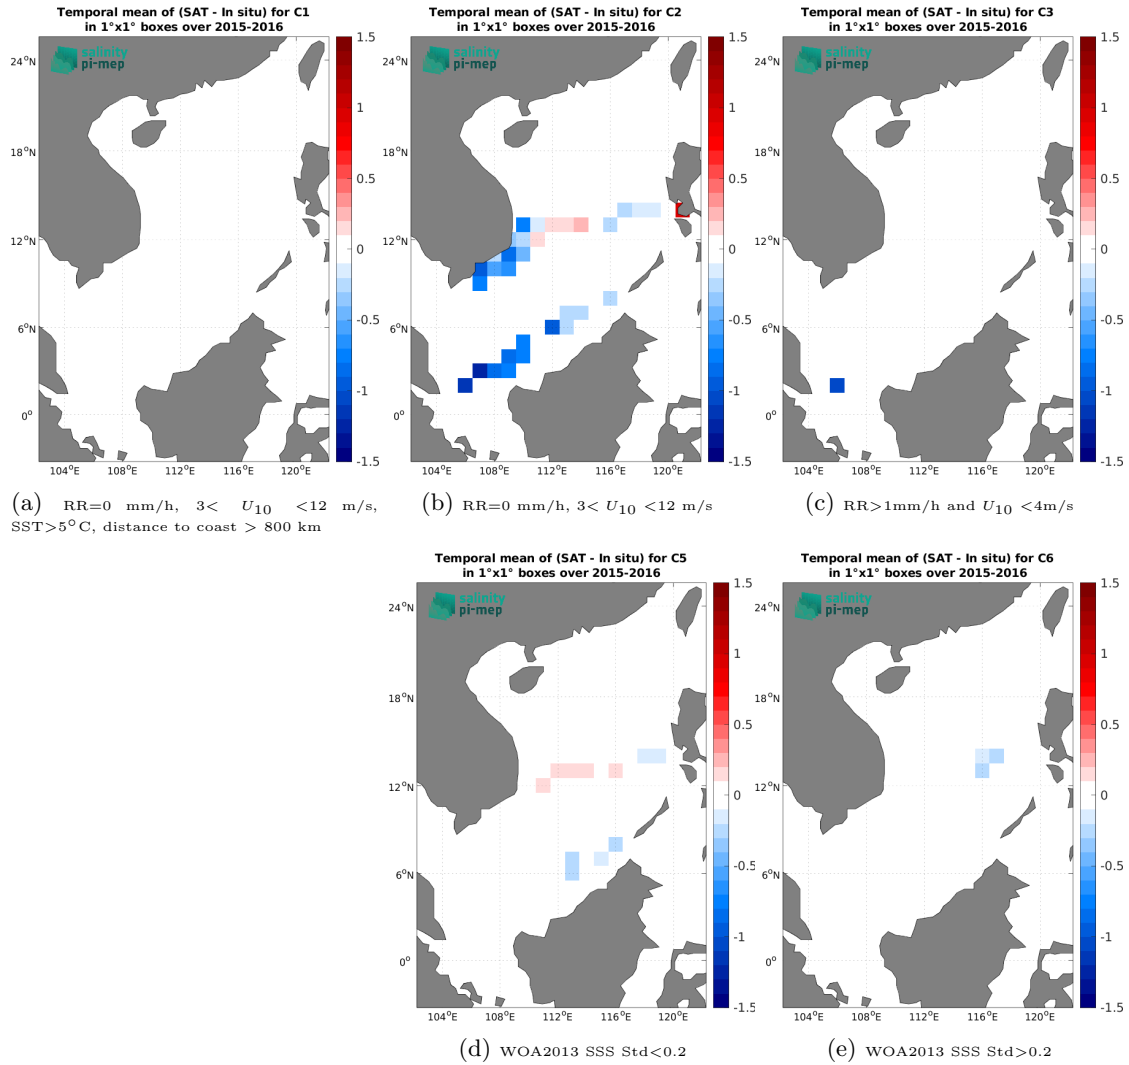 Temporal mean of (SAT - In situ) for C1
in 1°x1° boxes over 2015-2016
salinity
pi-mep
24°N
18°N
12°N
6°N
0°
104°E 108°E 112°E 116°E 120°E
1.5
1
0.5
0
-0.5
-1
-1.5
(a) RR=0 mm/h, 3< U10 <12 m/s,
SST>5°C, distance to coast > 800 km
Temporal mean of (SAT - In situ) for C2
in 1°x1° boxes over 2015-2016
salinity
pi-mep
24°N
18°N
12°N
6°N
0°
104°E 108°E 112°E 116°E 120°E
1.5
1
0.5
0
-0.5
-1
-1.5
(b) RR=0 mm/h, 3< U10 <12 m/s
Temporal mean of (SAT - In situ) for C3
in 1°x1° boxes over 2015-2016
salinity
pi-mep
24°N
18°N
12°N
6°N
0°
104°E 108°E 112°E 116°E 120°E
1.5
1
0.5
0
-0.5
-1
-1.5
(c) RR>1mm/h and U10 <4m/s
Temporal mean of (SAT - In situ) for C5
in 1°x1° boxes over 2015-2016
salinity
pi-mep
24°N
18°N
12°N
6°N
0°
104°E 108°E 112°E 116°E 120°E
1.5
1
0.5
0
-0.5
-1
-1.5
(d) WOA2013 SSS Std<0.2
Temporal mean of (SAT - In situ) for C6
in 1°x1° boxes over 2015-2016
salinity
pi-mep
24°N
18°N
12°N
6°N
0°
104°E 108°E 112°E 116°E 120°E
1.5
1
0.5
0
-0.5
-1
-1.5
(e) WOA2013 SSS Std>0.2